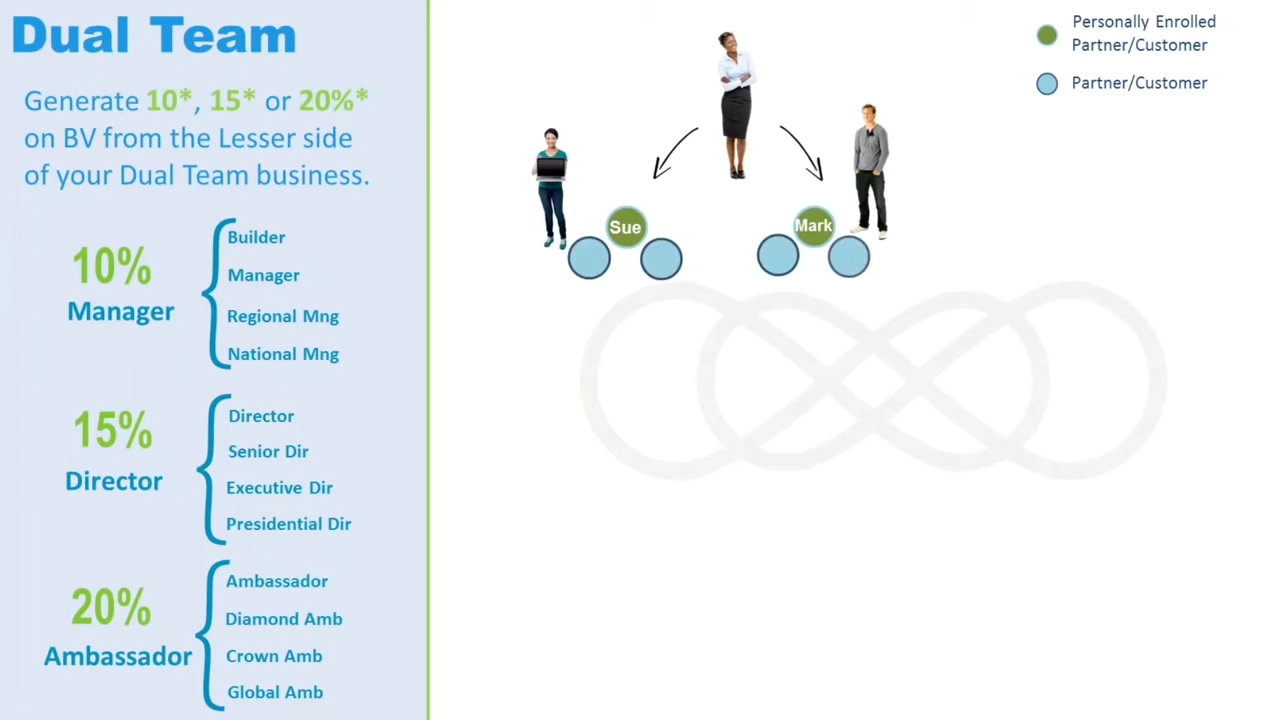 Dual Team
Generate 10*, 15* or 20%*
on BV from the Lesser side
of your Dual Team business.
10%
Manager
Builder
Manager
Regional Mng
National Mng
15%
Director
Director
Senior Dir
Executive Dir
Presidential Dir
20%
Ambassador
Ambassador
Diamond Amb
Crown Amb
Global Amb
Sue
Mark
Personally Enrolled
Partner/Customer
Partner/Customer